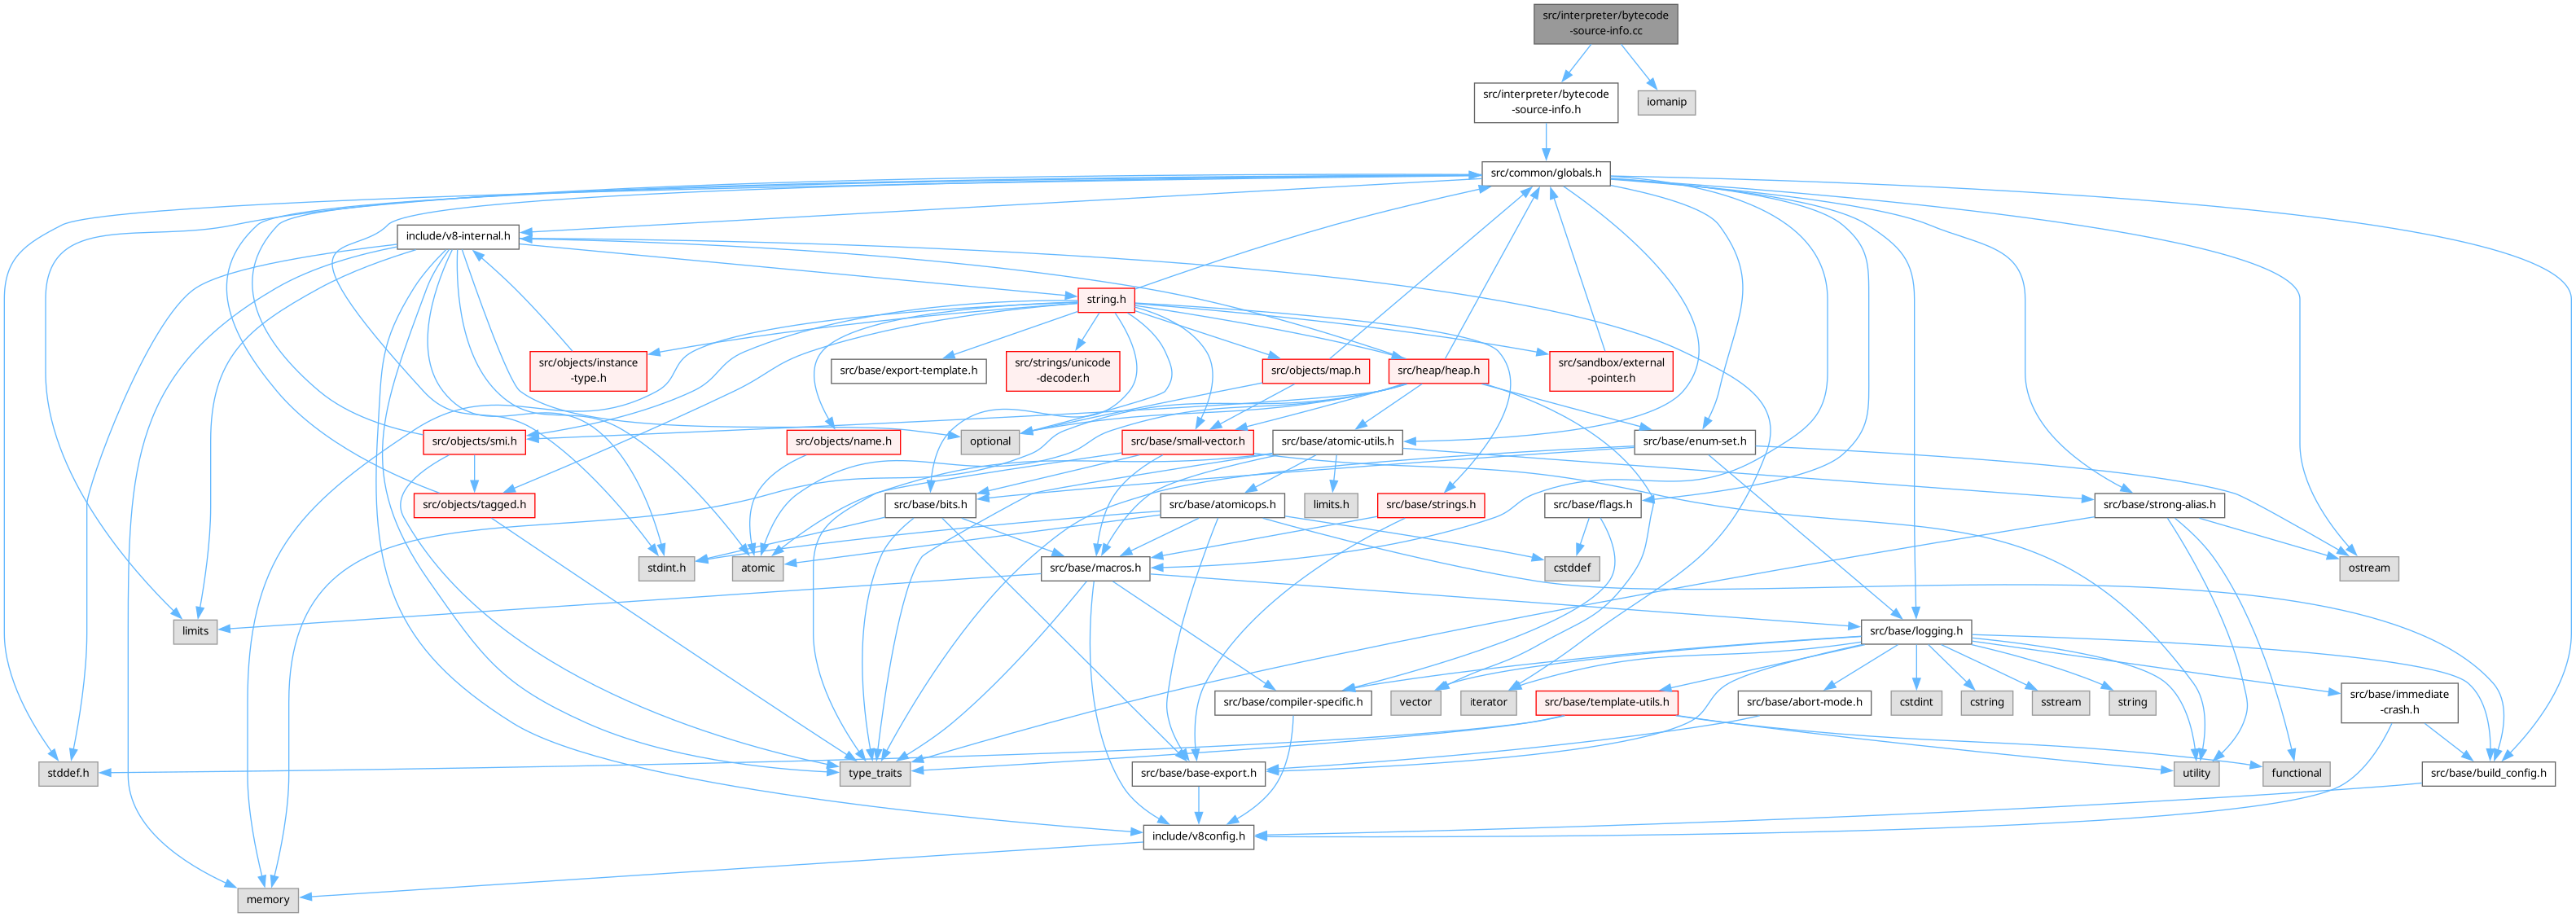 src/interpreter/bytecode
-source-info.cc
src/interpreter/bytecode
-source-info.h
iomanip
src/common/globals.h
include/v8-internal.h
string.h
src/objects/instance
-type.h
src/base/export-template.h
src/strings/unicode
-decoder.h
src/objects/map.h
src/heap/heap.h
src/sandbox/external
-pointer.h
src/objects/smi.h
src/objects/name.h
optional
src/base/small-vector.h
src/base/atomic-utils.h
src/base/enum-set.h
src/objects/tagged.h
src/base/bits.h
src/base/atomicops.h
limits.h
src/base/strings.h
src/base/flags.h
src/base/strong-alias.h
stdint.h
atomic
src/base/macros.h
cstddef
ostream
limits
src/base/logging.h
src/base/compiler-specific.h
vector
iterator
src/base/template-utils.h
src/base/abort-mode.h
cstdint
cstring
sstream
string
src/base/immediate
-crash.h
stddef.h
type_traits
src/base/base-export.h
utility
functional
src/base/build_config.h
include/v8config.h
memory